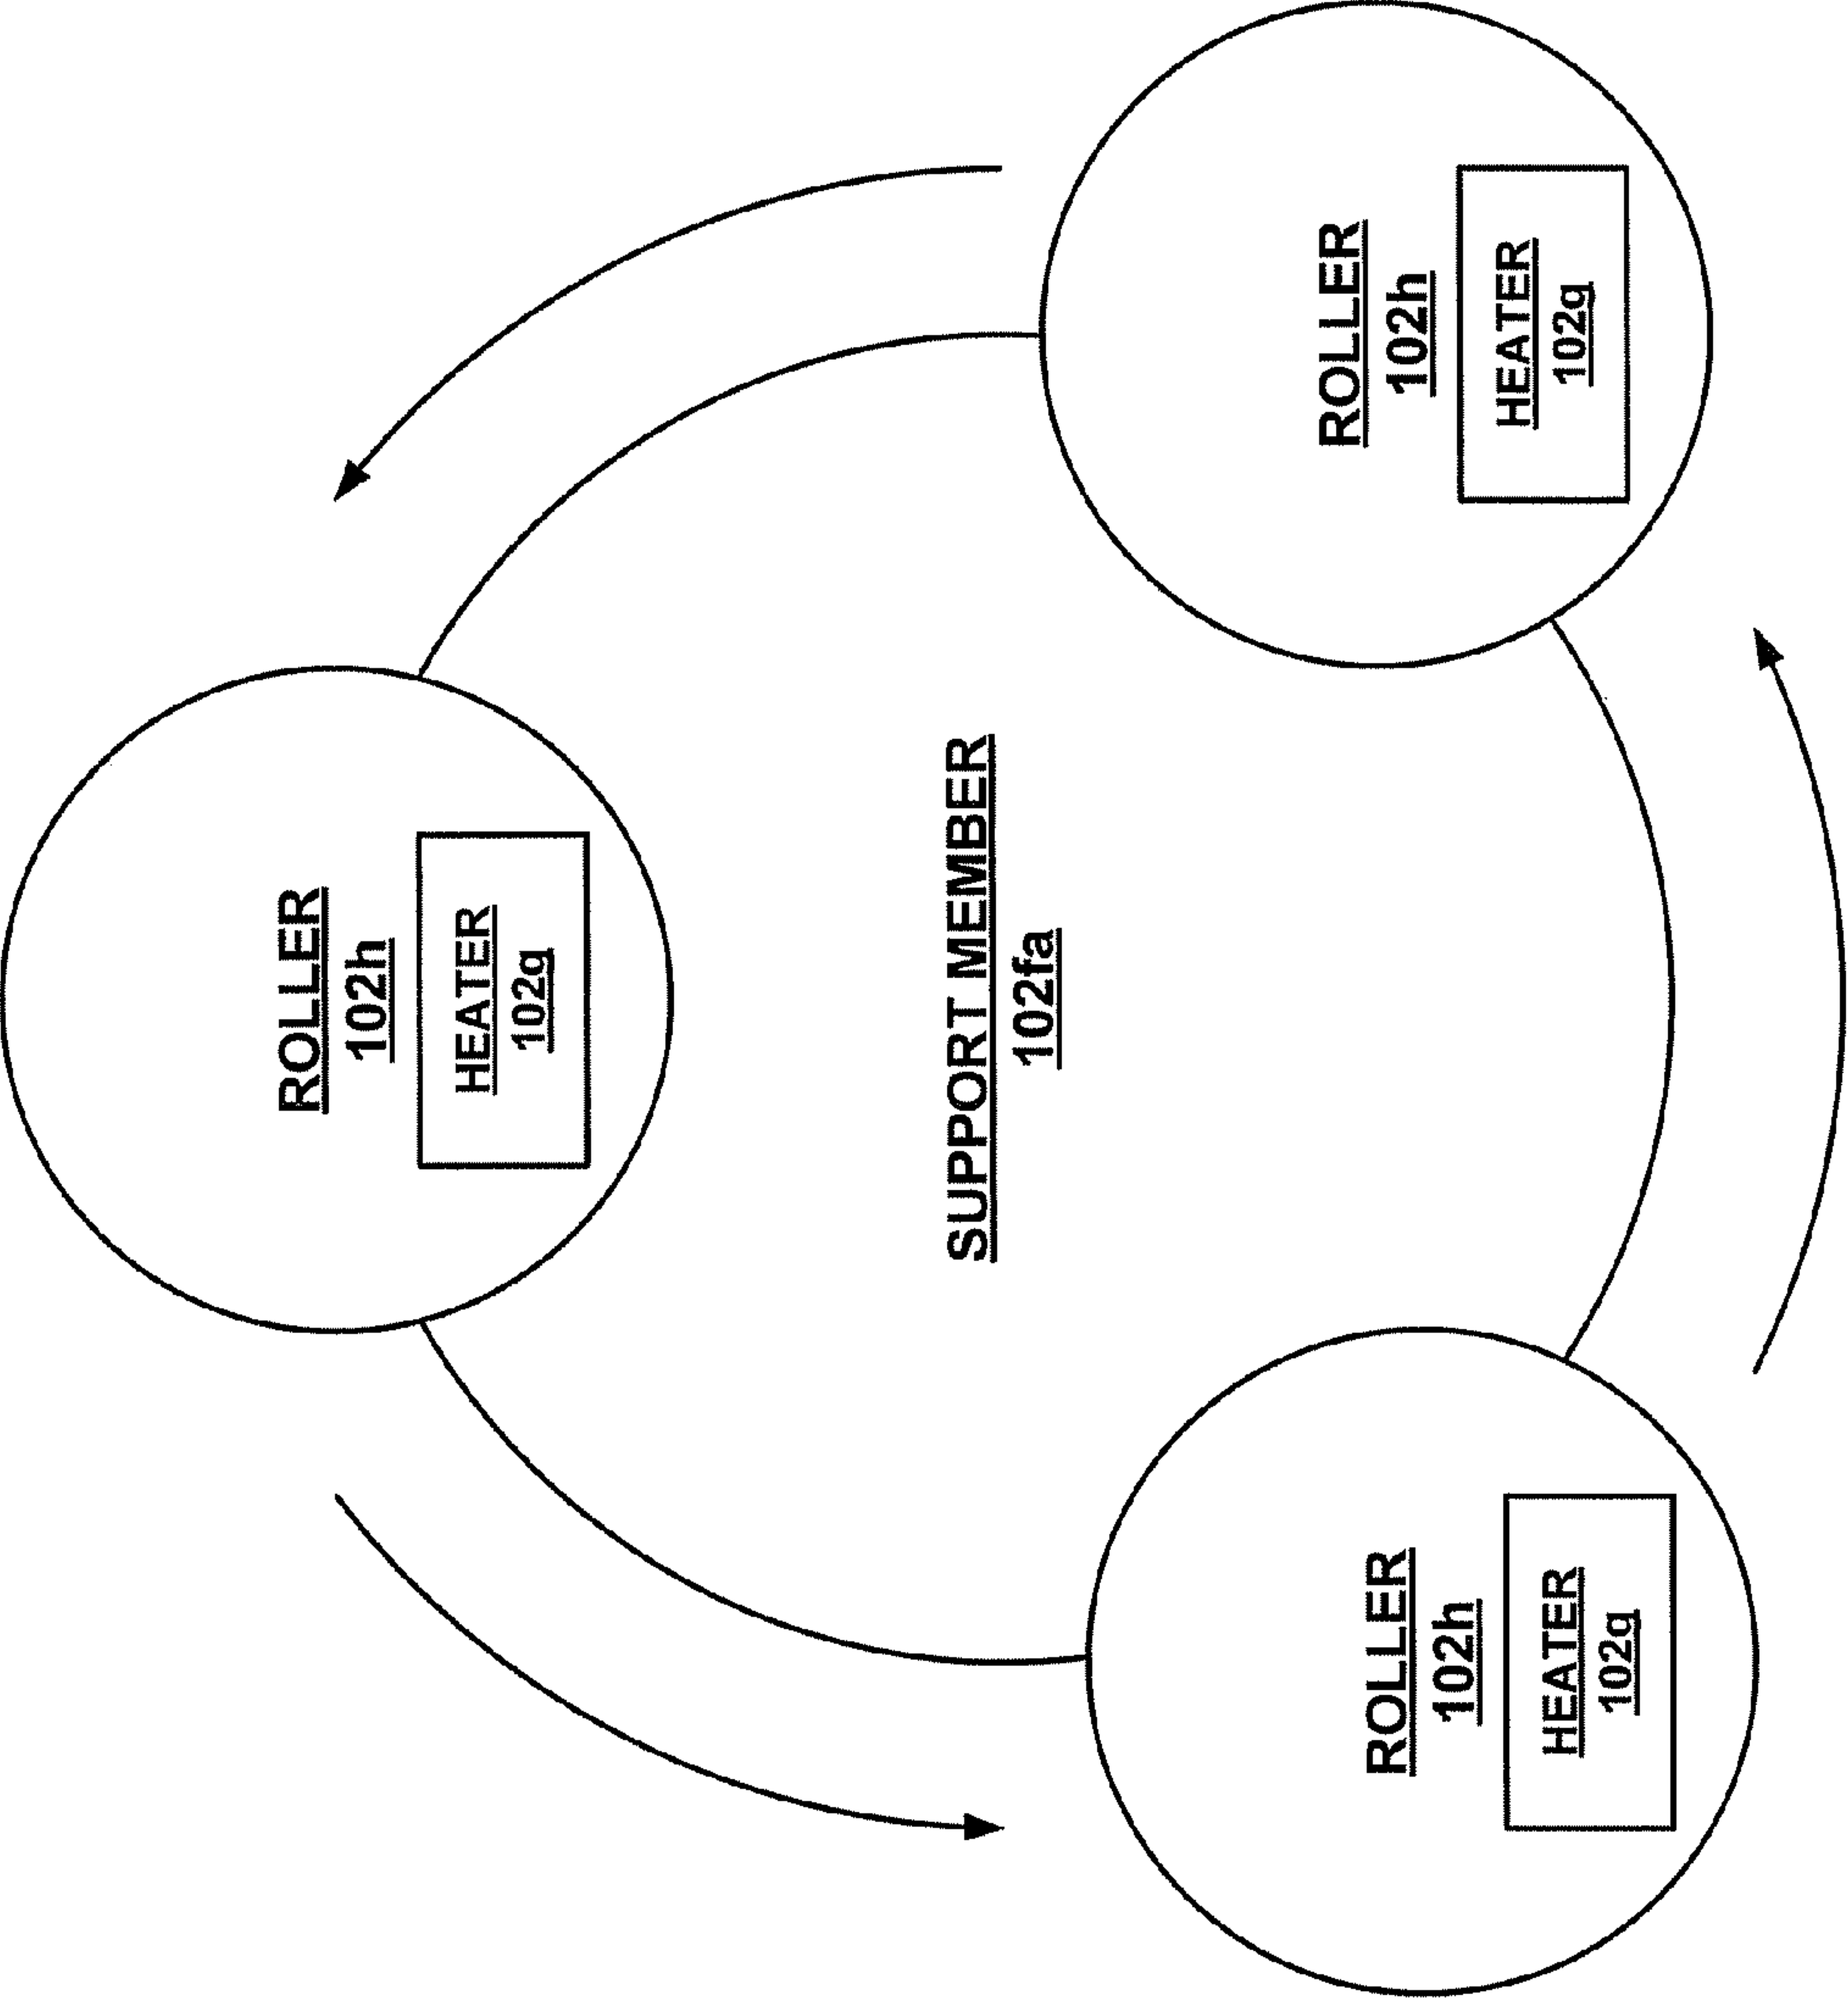 ROLLER
102h
HEATER
102g
SUPPORT MEMBER
102fa
ROLLER
102h
HEATER
102g
ROLLER
102h
HEATER
102g